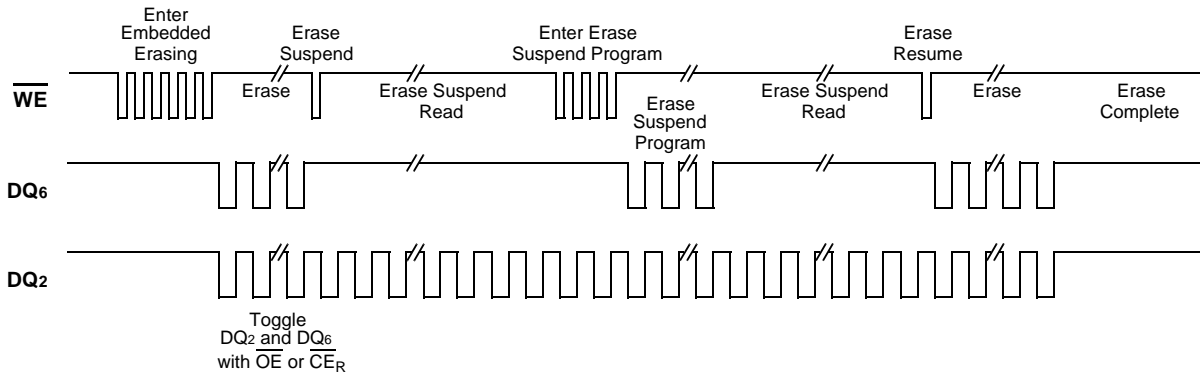 Enter
Embedded
Erasing
Erase
Suspend
Enter Erase
Suspend Program
Erase
Resume
WE
Erase
Erase Suspend
Read
Erase
Suspend
Program
Erase Suspend
Read
Erase
Erase
Complete
DQ6
DQ2
Toggle
DQ2 and DQ6
with OE or CER